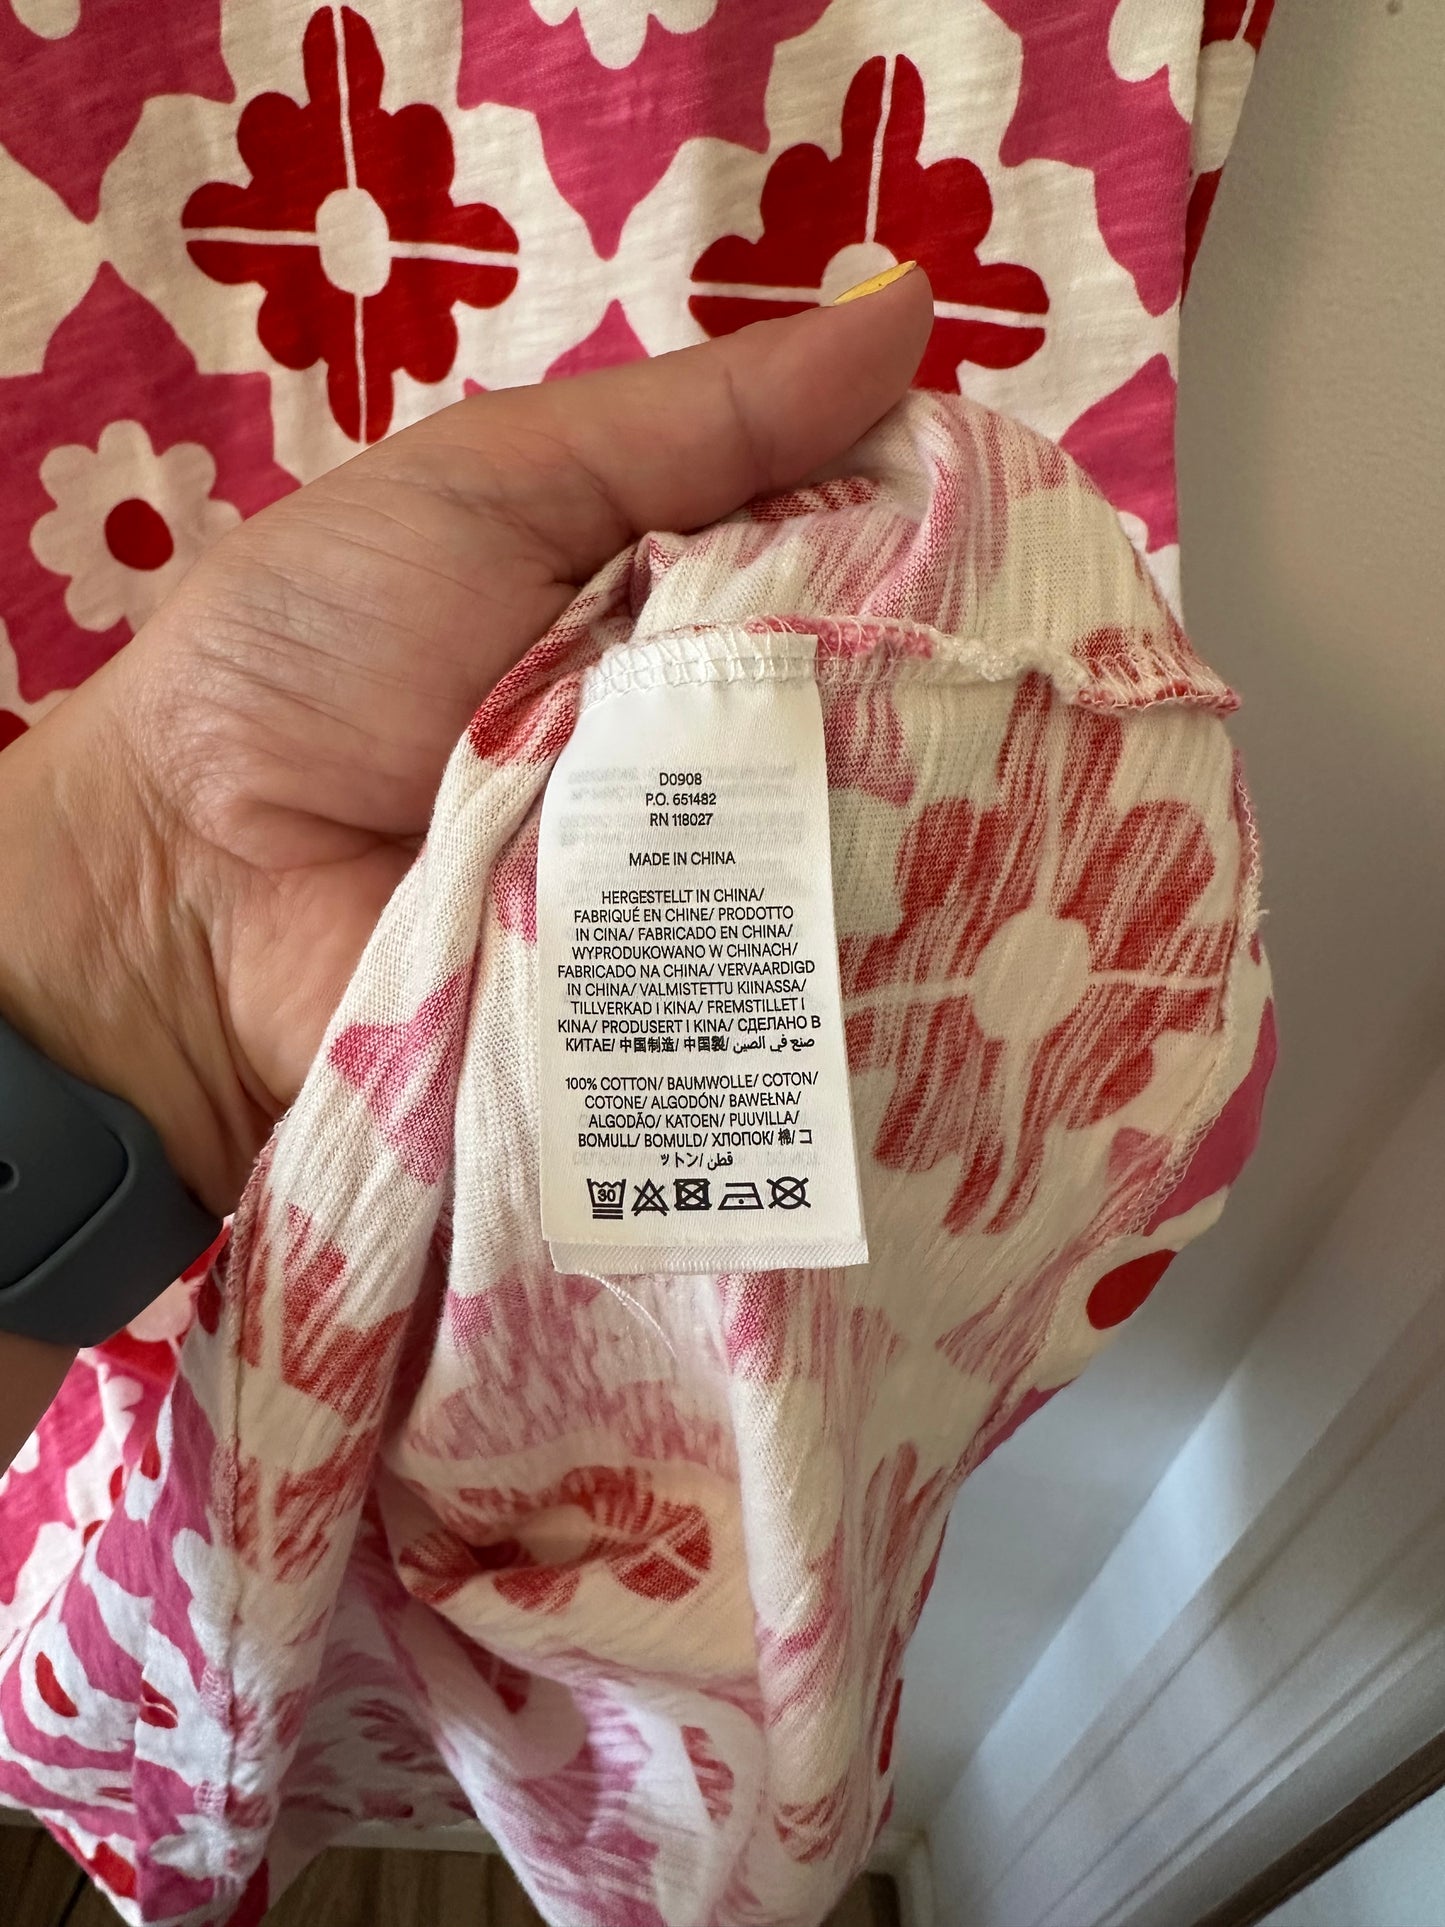 D0908
P.O. 651482
RN 118027
MADE IN CHINA
HERGESTELLT IN CHINA/
FABRIQUÉ EN CHINE/ PRODOTTO
IN CINA/ FABRICADO EN CHINA/
WYPRODUKOWANO W CHINACH/
FABRICADO NA CHINA/ VERVAARDIGD
IN CHINA/ VALMISTETTU KIINASSA/
TILLVERKAD I KINA/ FREMSTILLET I
KINA/ PRODUSERT I KINA/ СДЕЛАНО В
КИТАЕ/ 中国制造/ 中国製/ صنع في الصين
100% COTTON/ BAUMWOLLE/ COTON/
COTONE/ ALGODÓN/ BAWEŁNA/
ALGODÃO/ KATOEN/ PUUVILLA/
BOMULL/ BOMULD/ ХЛОПОК/ 棉/ コ
ットン/ قطن
30